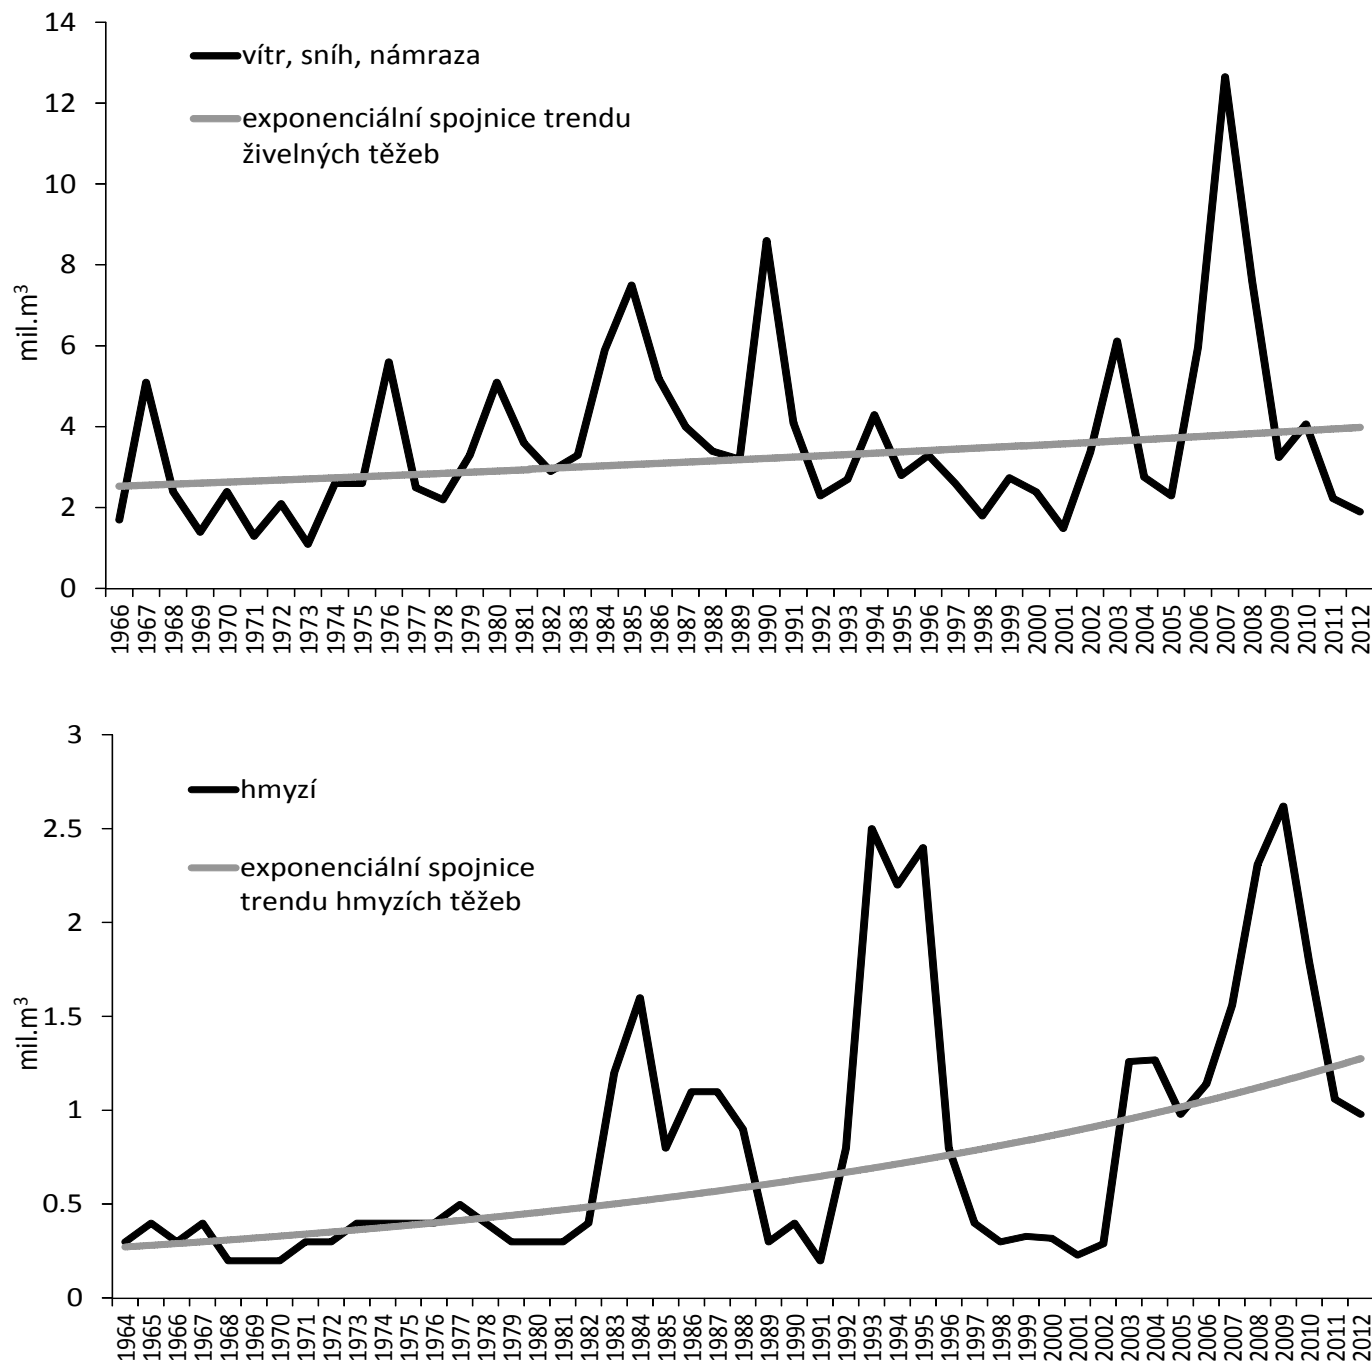 14
vítr, sníh, námraza
12
exponenciální spojnice trendu
živelných těžeb
10
8
mil.m³
6
4
2
0
1966 1967 1968 1969 1970 1971 1972 1973 1974 1975 1976 1977 1978 1979 1980 1981 1982 1983 1984 1985 1986 1987 1988 1989 1990 1991 1992 1993 1994 1995 1996 1997 1998 1999 2000 2001 2002 2003 2004 2005 2006 2007 2008 2009 2010 2011 2012
3
hmyzí
2.5
exponenciální spojnice
trendu hmyzích těžeb
2
1.5
mil.m³
1
0.5
0
1964 1965 1966 1967 1968 1969 1970 1971 1972 1973 1974 1975 1976 1977 1978 1979 1980 1981 1982 1983 1984 1985 1986 1987 1988 1989 1990 1991 1992 1993 1994 1995 1996 1997 1998 1999 2000 2001 2002 2003 2004 2005 2006 2007 2008 2009 2010 2011 2012